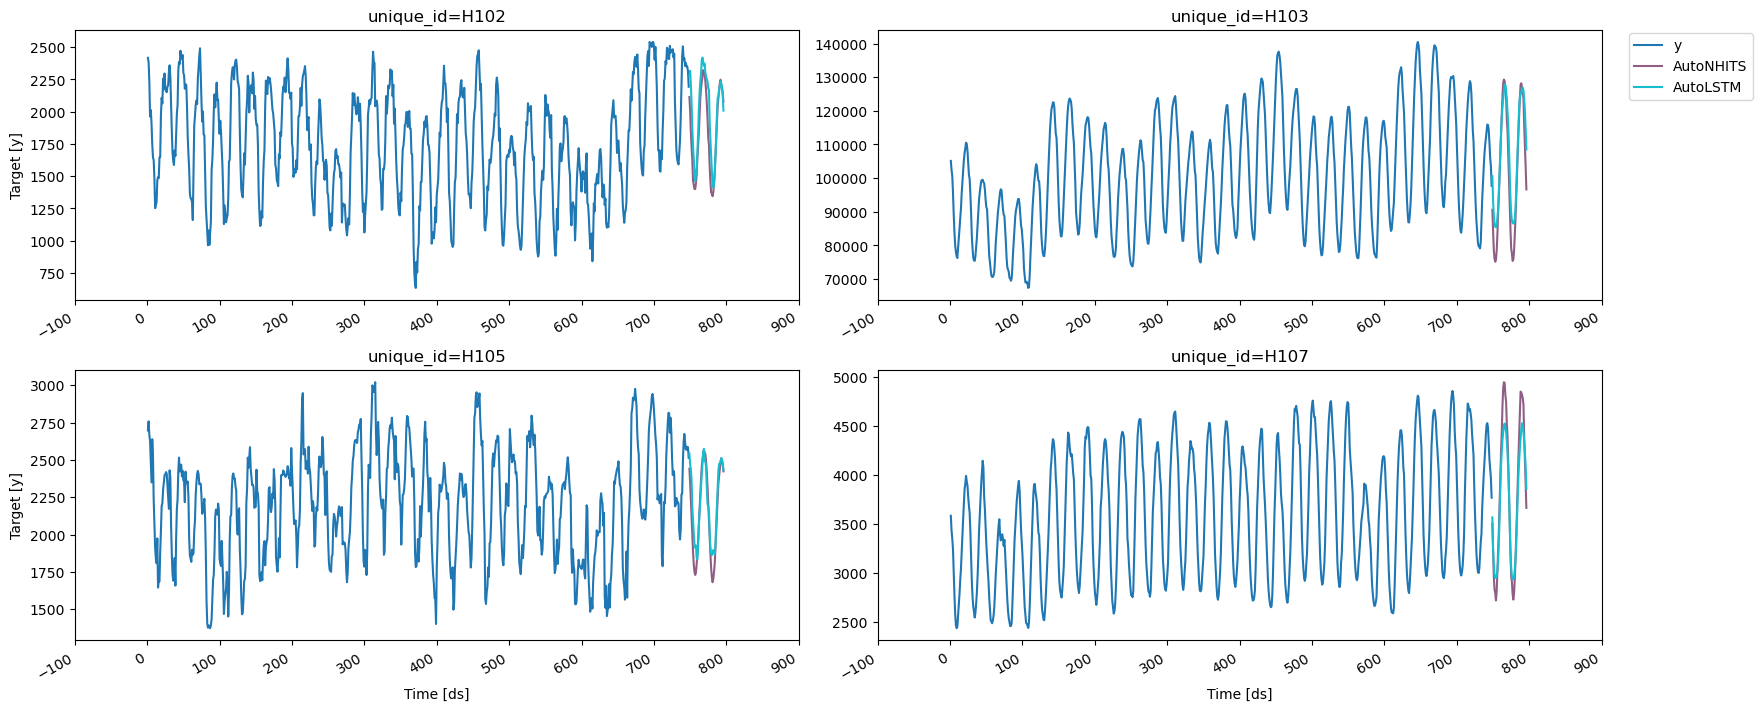 unique_id=H102
2500
2250
2000
1750
1500
1250
1000
750
Target [y]
−100 0 100 200 300 400 500 600 700 800 900
unique_id=H103
140000
130000
120000
110000
100000
90000
80000
70000
−100 0 100 200 300 400 500 600 700 800 900
y
AutoNHITS
AutoLSTM
unique_id=H105
3000
2750
2500
2250
2000
1750
1500
Target [y]
−100 0 100 200 300 400 500 600 700 800 900
Time [ds]
unique_id=H107
5000
4500
4000
3500
3000
2500
−100 0 100 200 300 400 500 600 700 800 900
Time [ds]